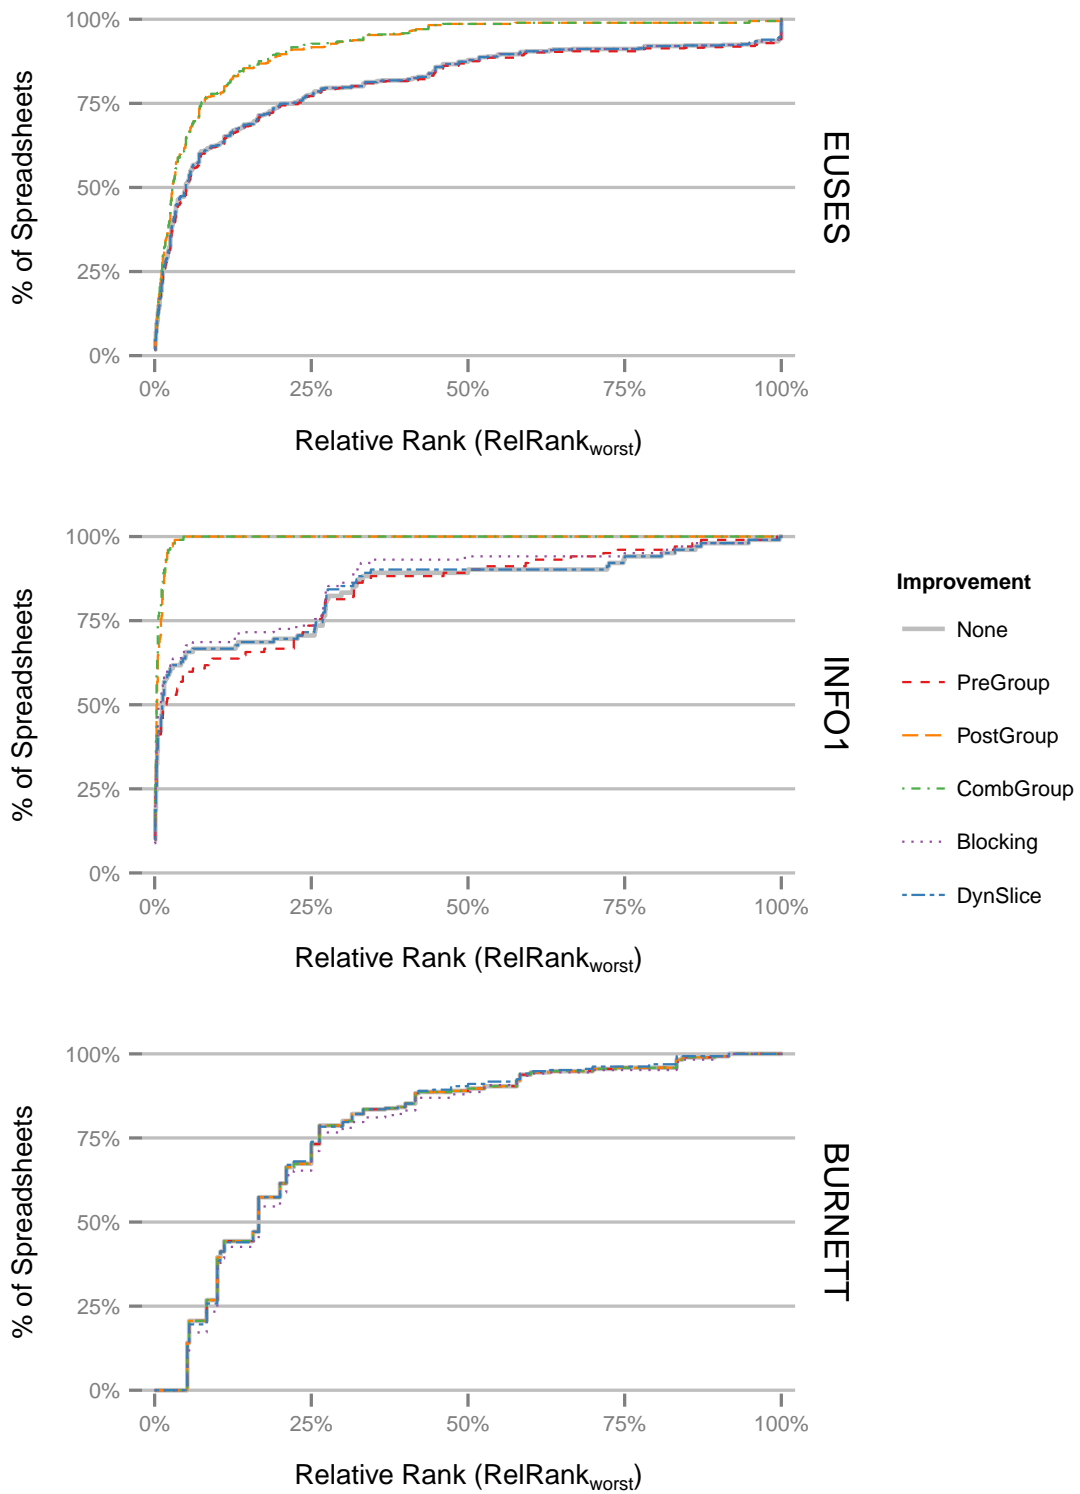 100%
75%
50%
25%
0%
% of Spreadsheets
EUSES
0% 25% 50% 75% 100%
Relative Rank (RelRankworst)
100%
75%
50%
25%
0%
% of Spreadsheets
INFO1
0% 25% 50% 75% 100%
Relative Rank (RelRankworst)
Improvement
None
PreGroup
PostGroup
CombGroup
Blocking
DynSlice
100%
75%
50%
25%
0%
% of Spreadsheets
BURNETT
0% 25% 50% 75% 100%
Relative Rank (RelRankworst)